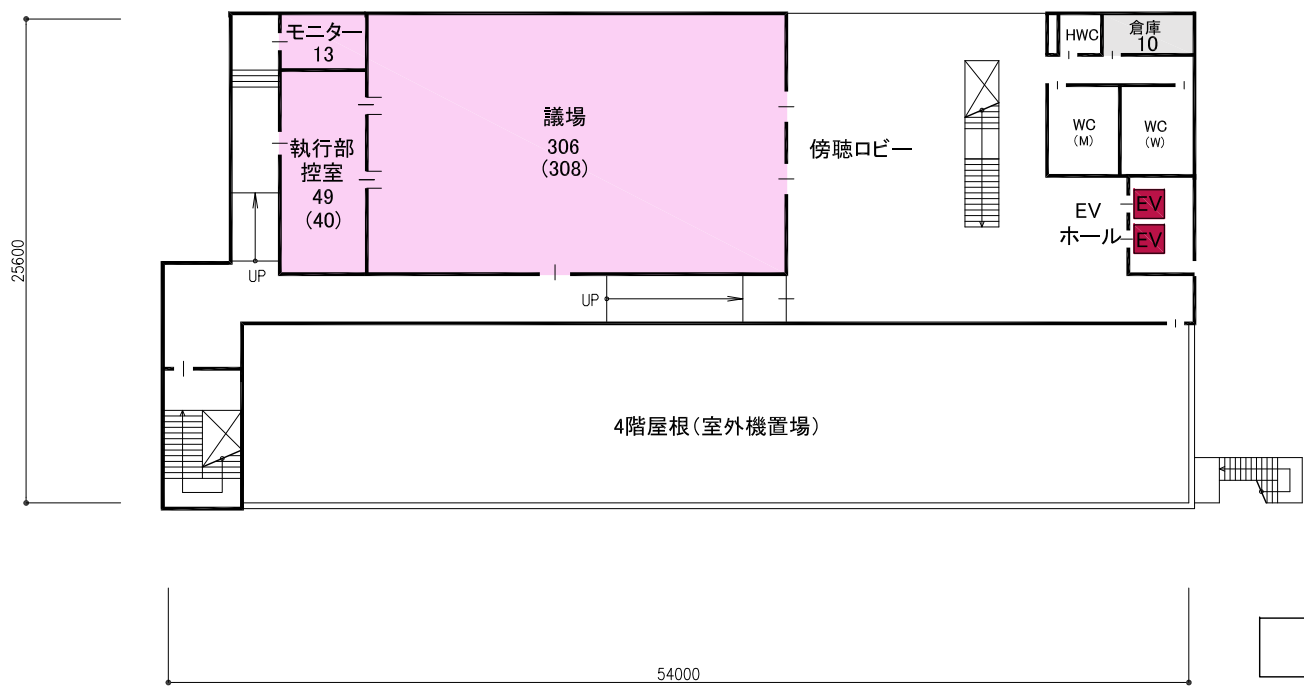 モニター
13
HWC
倉庫
10
議場
306
(308)
執行部
控室
49
(40)
傍聴ロビー
WC
(M)
WC
(W)
EV
EV
EV
ホール
UP
UP
25600
4階屋根(室外機置場)
54000